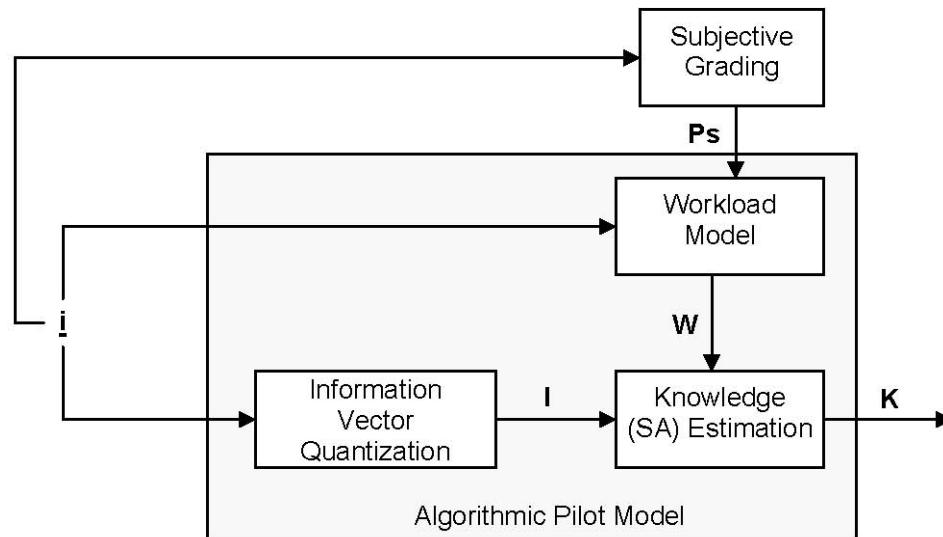 Subjective
Grading
Ps
Workload
Model
i
W
Information
Vector
Quantization
I
Knowledge
(SA) Estimation
K
Algorithmic Pilot Model